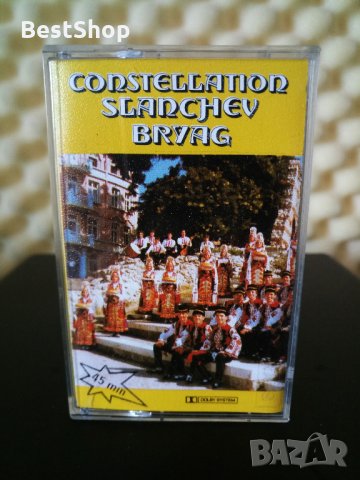 BestShop
CONSTELLATION
SLANCHEV
BRYAG
45 min
DOLBY SYSTEM
BAZAR